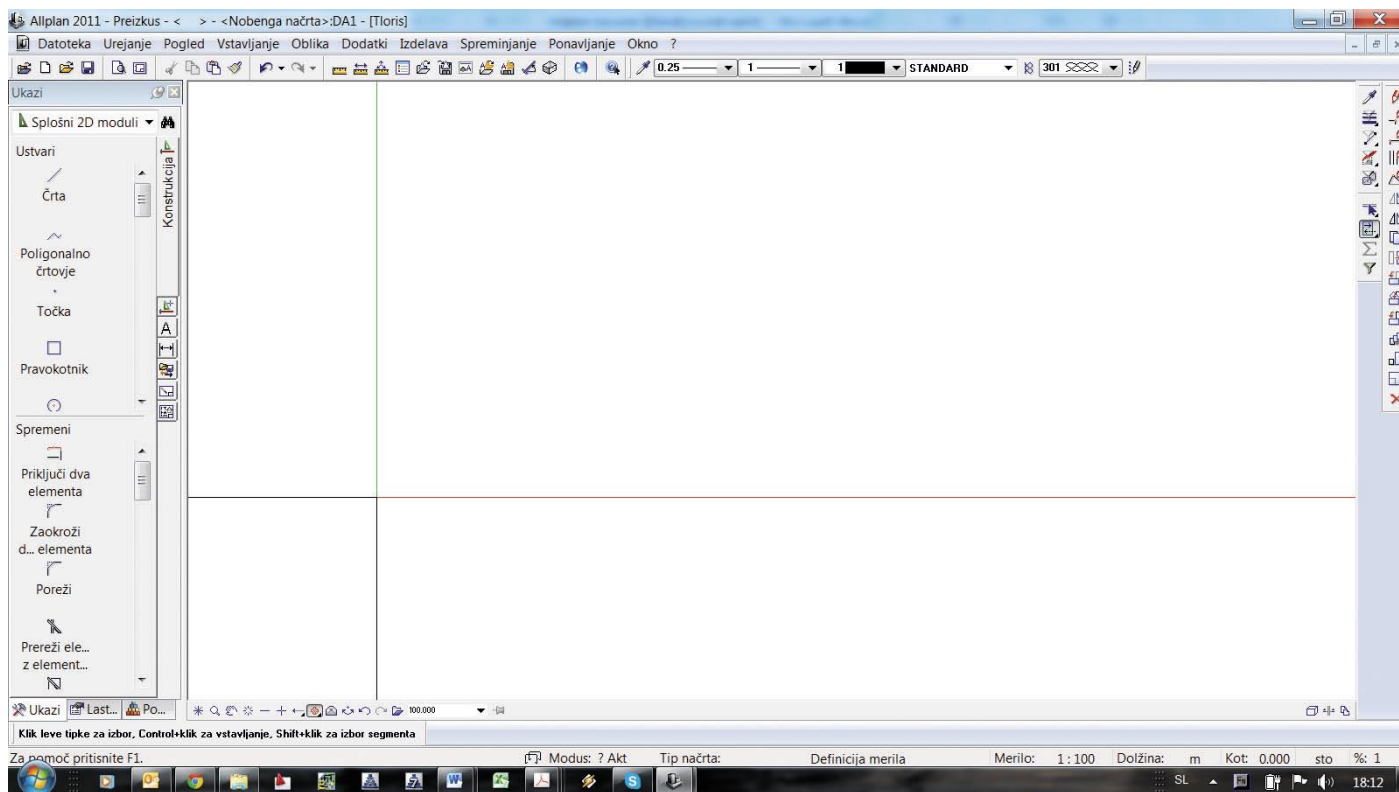 Allplan 2011 - Preizkus - < > - <Nobenga načrta>:DA1 - [Tloris]
Datoteka Urejanje Pogled Vstavljanje Oblika Dodatki Izdelava Spreminjanje Ponavljanje Okno ?
0.25 1 1 STANDARD 301
Ukazi
Splošni 2D moduli
Ustvari
Konstrukcija
Črta
Poligonalno
črtovje
Točka
A
Pravokotnik
Spremeni
Priključi dva
elementa
Zaokroži
d... elementa
Poreži
Prereži ele...
z element...
Ukazi Last... Po... 100.000
Klik leve tipke za izbor, Control+klik za vstavljanje, Shift+klik za izbor segmenta
Za pomoč pritisnite F1. Modus: ? Akt Tip načrta: Definicija merila Merilo: 1:100 Dolžina: m Kot: 0.000 sto %: 1
SL 18:12